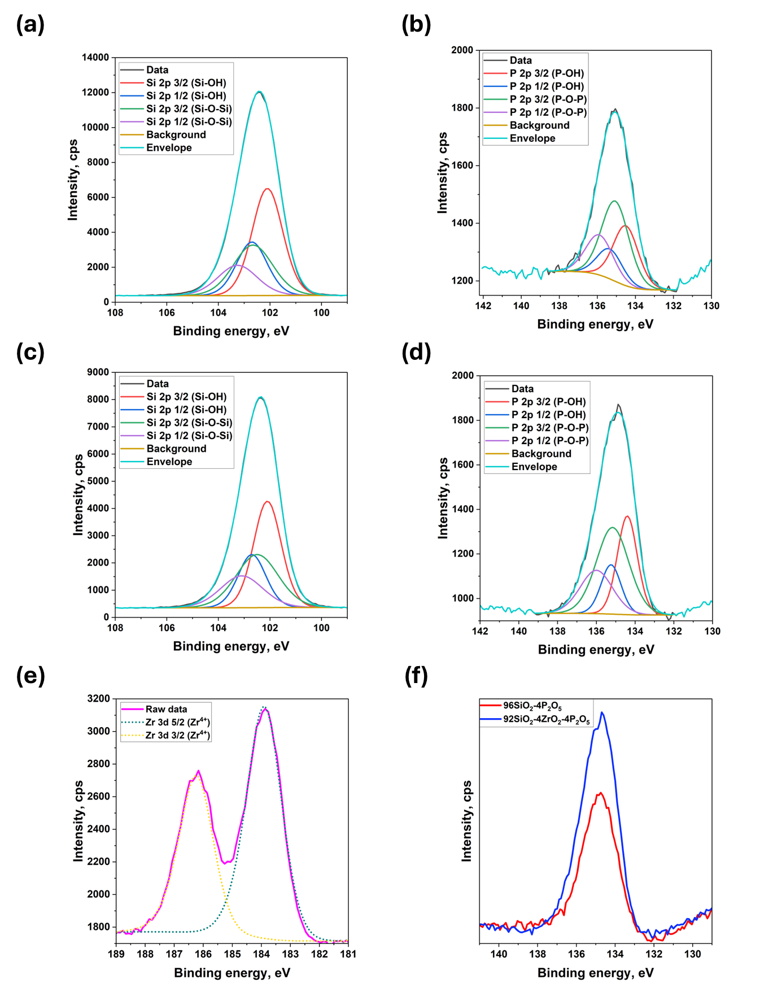 (a)
14000
12000
10000
8000
6000
4000
2000
0
Intensity, cps
Data
Si 2p 3/2 (Si-OH)
Si 2p 1/2 (Si-OH)
Si 2p 3/2 (Si-O-Si)
Si 2p 1/2 (Si-O-Si)
Background
Envelope
108 106 104 102 100
Binding energy, eV
(b)
2000
1800
1600
1400
1200
Intensity, cps
Data
P 2p 3/2 (P-OH)
P 2p 1/2 (P-OH)
P 2p 3/2 (P-O-P)
P 2p 1/2 (P-O-P)
Background
Envelope
142 140 138 136 134 132 130
Binding energy, eV
(c)
9000
8000
7000
6000
5000
4000
3000
2000
1000
0
Intensity, cps
Data
Si 2p 3/2 (Si-OH)
Si 2p 1/2 (Si-OH)
Si 2p 3/2 (Si-O-Si)
Si 2p 1/2 (Si-O-Si)
Background
Envelope
108 106 104 102 100
Binding energy, eV
(d)
2000
1800
1600
1400
1200
1000
Intensity, cps
Data
P 2p 3/2 (P-OH)
P 2p 1/2 (P-OH)
P 2p 3/2 (P-O-P)
P 2p 1/2 (P-O-P)
Background
Envelope
142 140 138 136 134 132 130
Binding energy, eV
(e)
3200
3000
2800
2600
2400
2200
2000
1800
Intensity, cps
Raw data
Zr 3d 5/2 (Zr⁴⁺)
Zr 3d 3/2 (Zr⁴⁺)
189 188 187 186 185 184 183 182 181
Binding energy, eV
(f)
Intensity, cps
96SiO₂-4P₂O₅
92SiO₂-4ZrO₂-4P₂O₅
140 138 136 134 132 130
Binding energy, eV